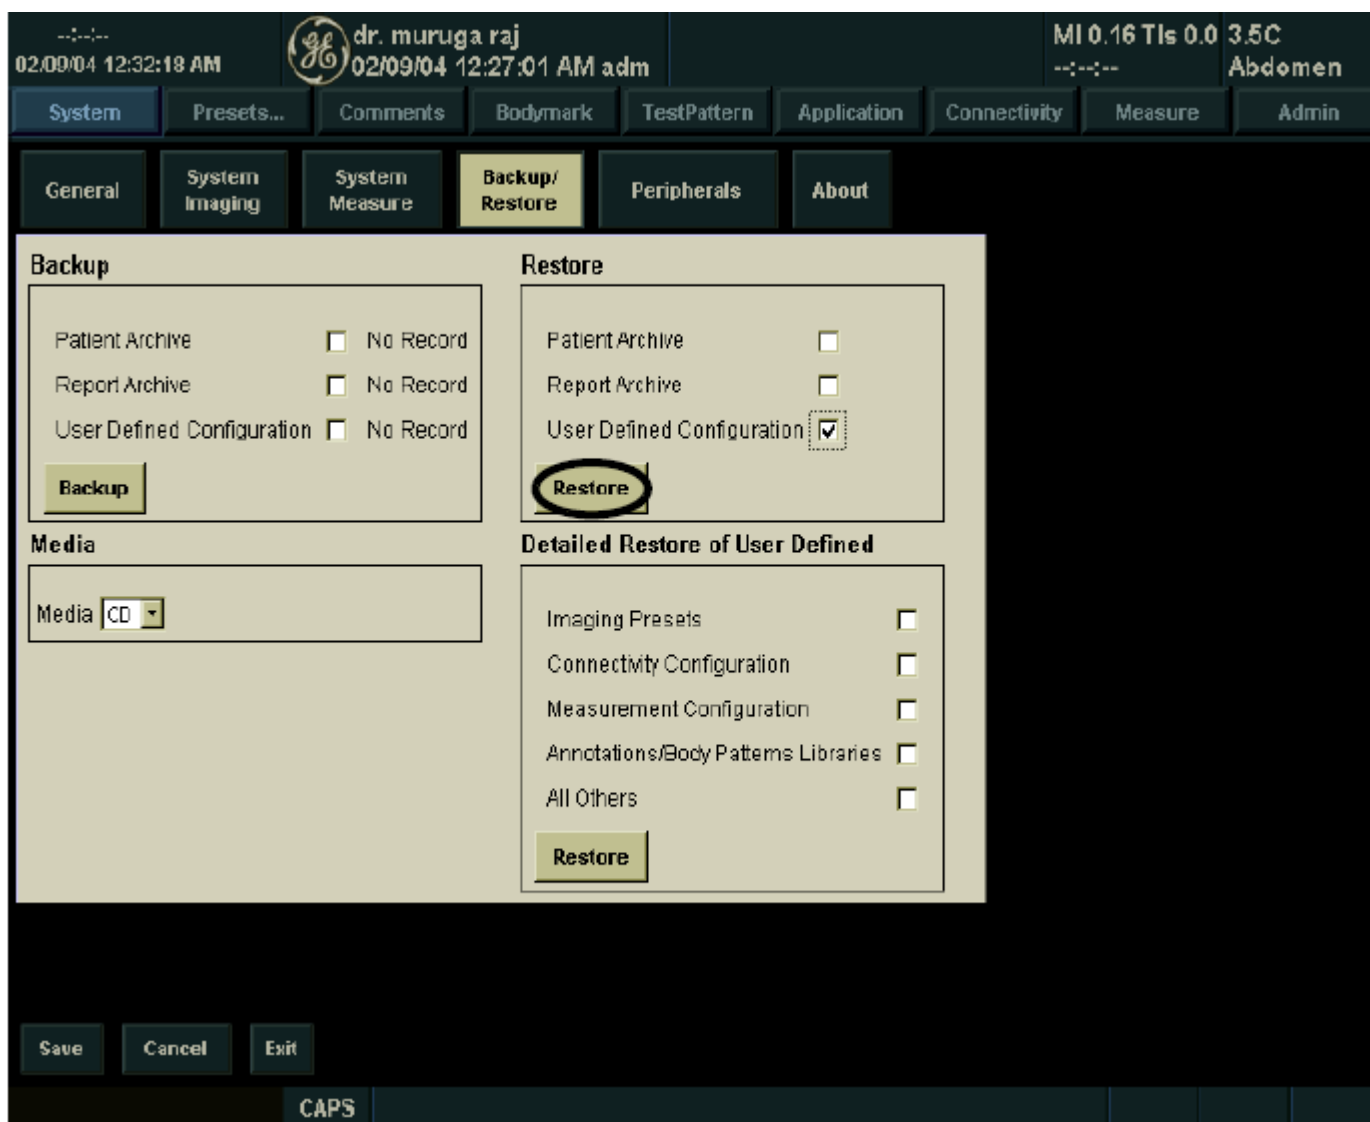 --:--:--
02/09/04 12:32:18 AM
dr. muruga raj
02/09/04 12:27:01 AM adm
MI 0.16 TIs 0.0 3.5C
--:--:-- Abdomen
System Presets... Comments Bodymark TestPattern Application Connectivity Measure Admin
General System Imaging System Measure Backup/ Restore Peripherals About
Backup
Patient Archive No Record
Report Archive No Record
User Defined Configuration No Record
Backup
Restore
Patient Archive
Report Archive
User Defined Configuration
Restore
Media
Media CD
Detailed Restore of User Defined
Imaging Presets
Connectivity Configuration
Measurement Configuration
Annotations/Body Patterns Libraries
All Others
Restore
Save Cancel Exit
CAPS